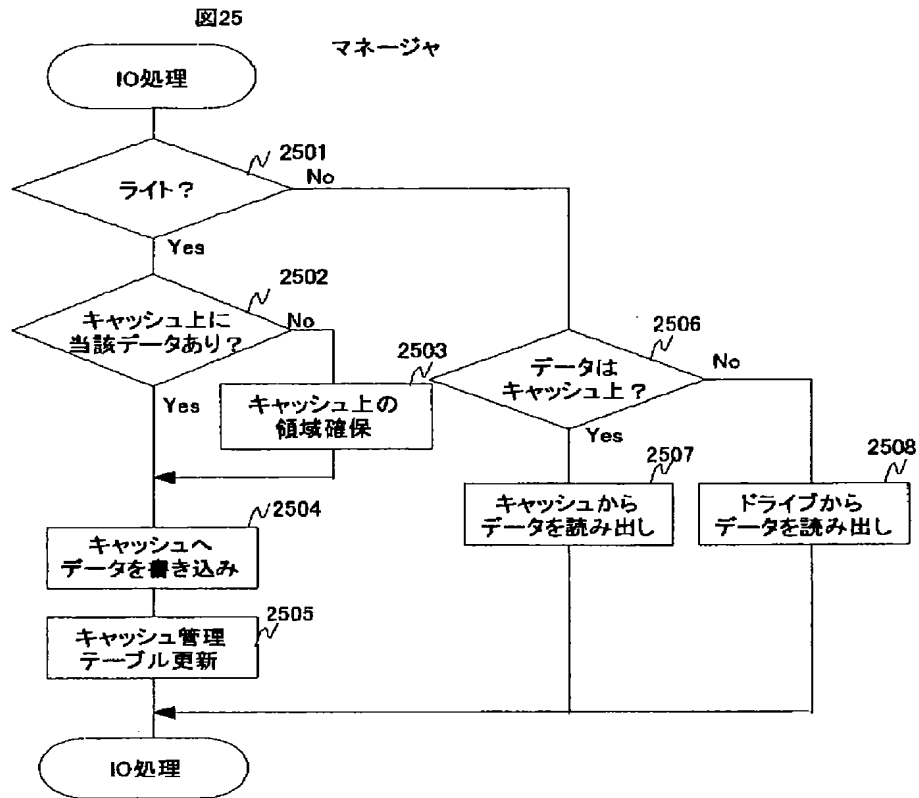 図25
マネージャ
IO処理
2501
ライト?
No
Yes
2502
キャッシュ上に
当該データあり?
No
Yes
2503
キャッシュ上の
領域確保
2504
キャッシュへ
データを書き込み
2505
キャッシュ管理
テーブル更新
2506
データは
キャッシュ上?
No
Yes
2507
キャッシュから
データを読み出し
2508
ドライブから
データを読み出し
IO処理